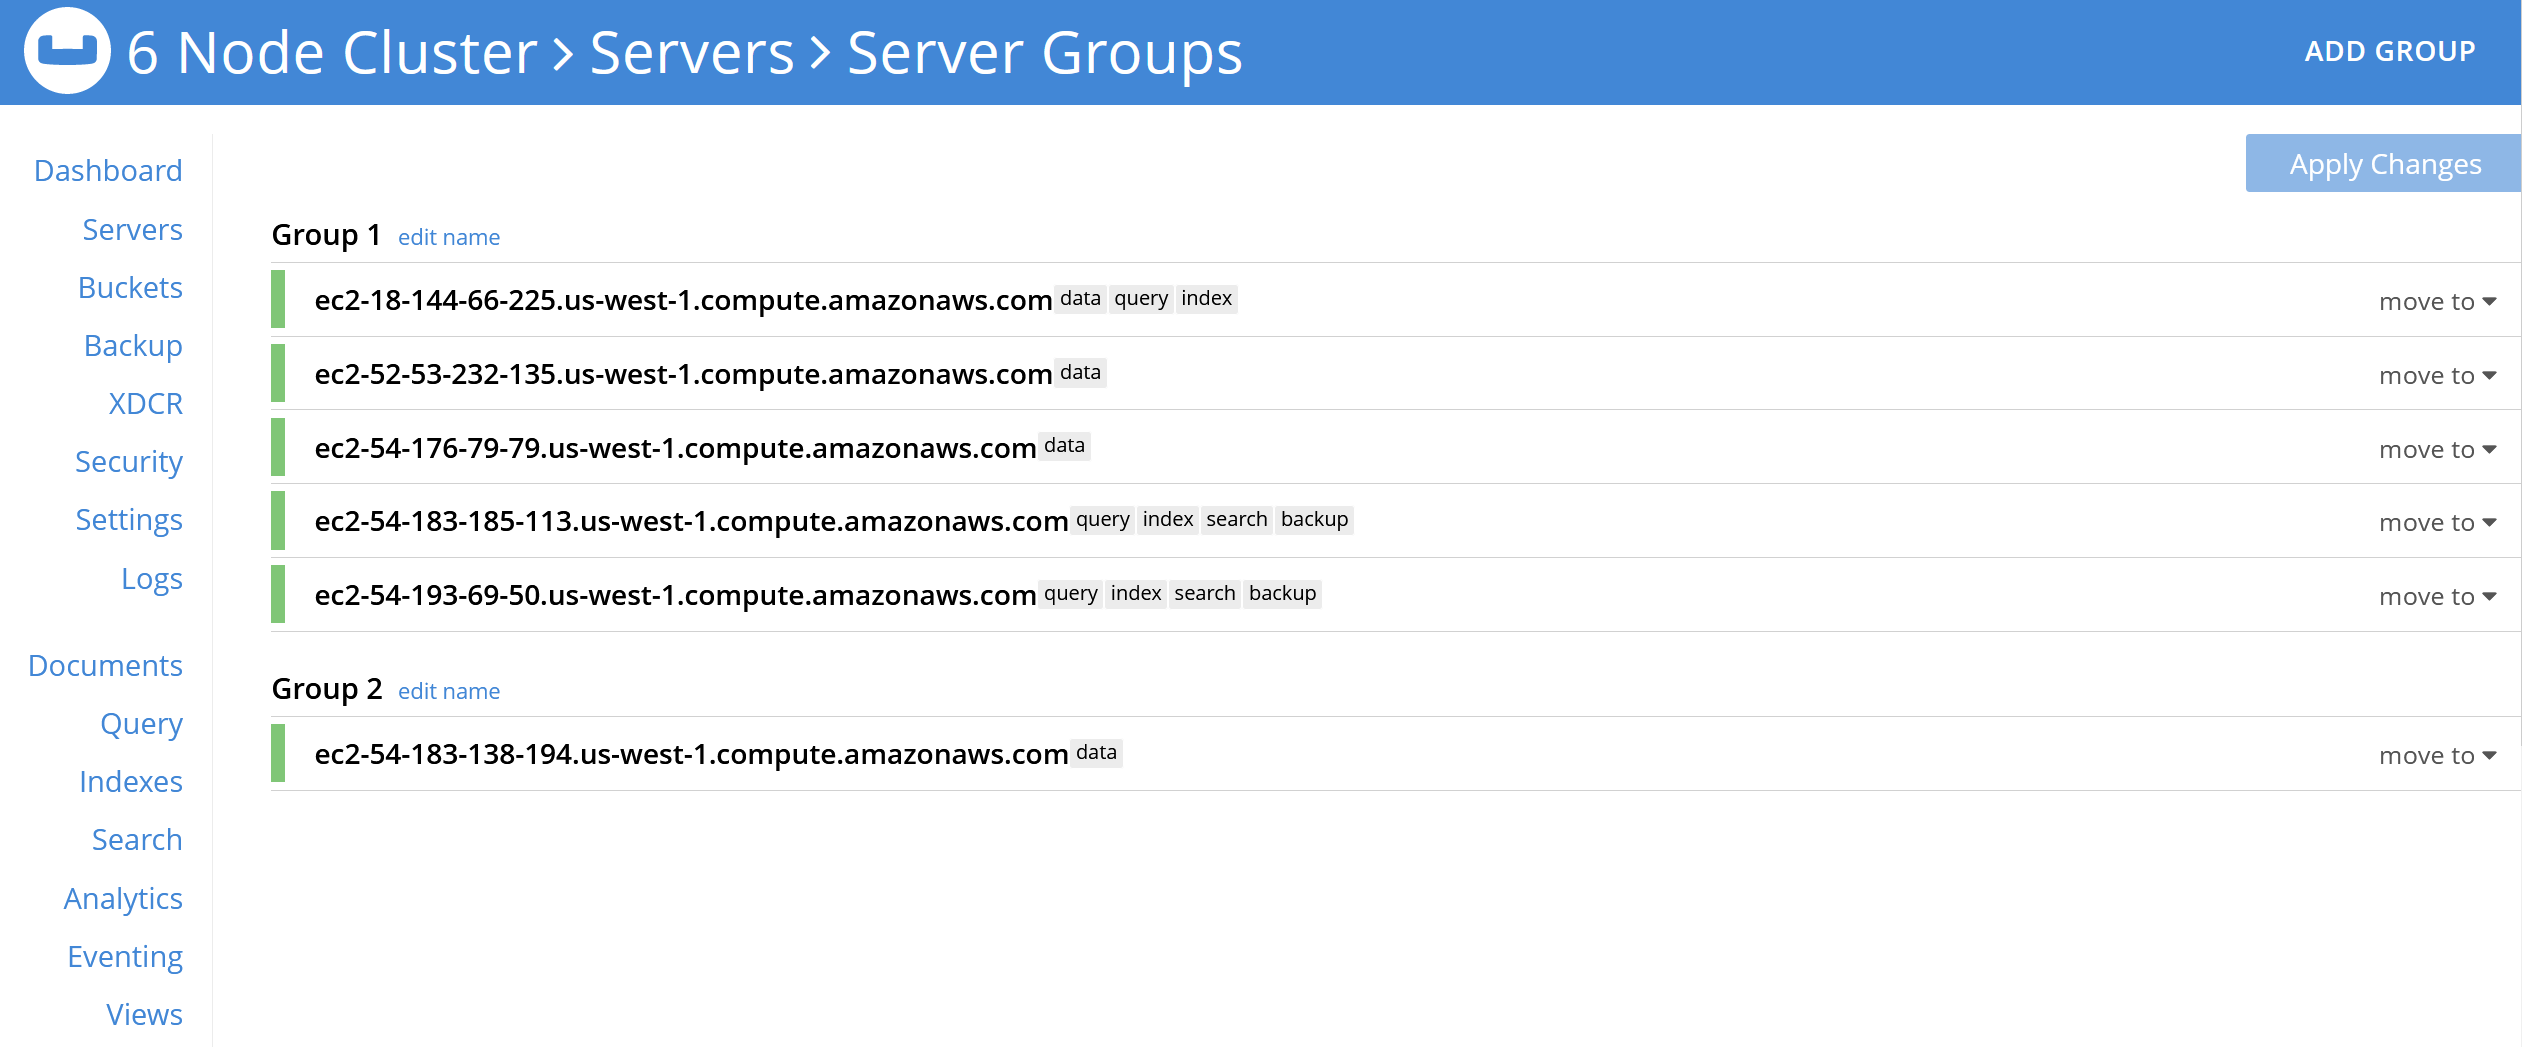 6 Node Cluster > Servers > Server Groups ADD GROUP
Apply Changes
Dashboard
Servers
Buckets
Backup
XDCR
Security
Settings
Logs
Documents
Query
Indexes
Search
Analytics
Eventing
Views
Group 1 edit name
ec2-18-144-66-225.us-west-1.compute.amazonaws.com data query index move to
ec2-52-53-232-135.us-west-1.compute.amazonaws.com data move to
ec2-54-176-79-79.us-west-1.compute.amazonaws.com data move to
ec2-54-183-185-113.us-west-1.compute.amazonaws.com query index search backup move to
ec2-54-193-69-50.us-west-1.compute.amazonaws.com query index search backup move to
Group 2 edit name
ec2-54-183-138-194.us-west-1.compute.amazonaws.com data move to